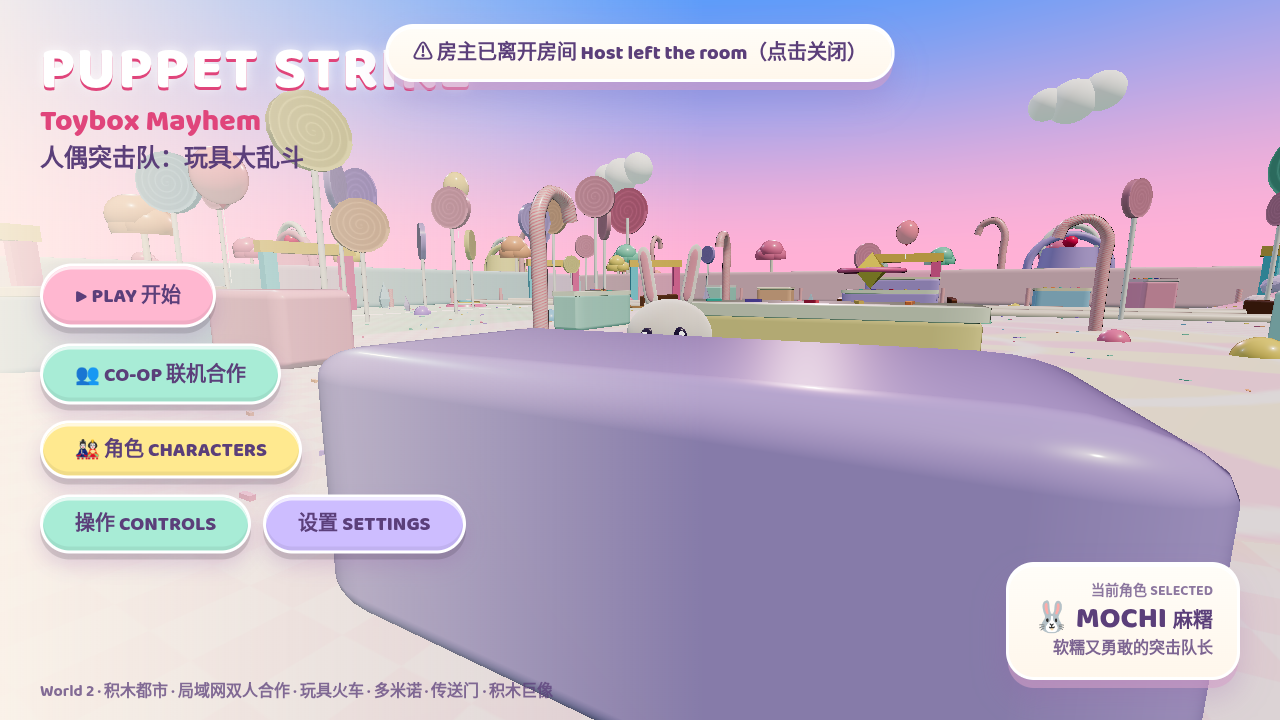 PUPPET STRIKE
⚠ 房主已离开房间 Host left the room（点击关闭）
Toybox Mayhem
人偶突击队：玩具大乱斗
▶ PLAY 开始
👥 CO-OP 联机合作
🎎 角色 CHARACTERS
操作 CONTROLS
设置 SETTINGS
当前角色 SELECTED
🐰 MOCHI 麻糬
软糯又勇敢的突击队长
World 2 · 积木都市 · 局域网双人合作 · 玩具火车 · 多米诺 · 传送门 · 积木巨像